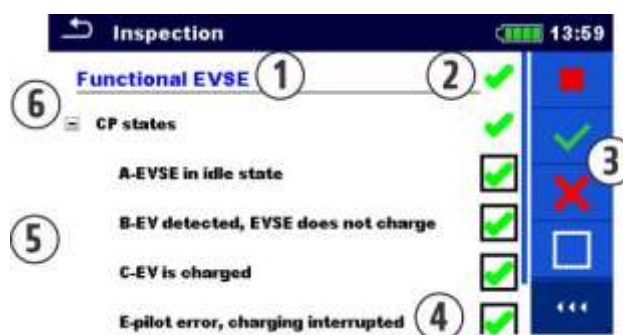 Inspection 13:59
Functional EVSE 1 2
6
CP states
3
A-EVSE in idle state
B-EV detected, EVSE does not charge
5
C-EV is charged
E-pilot error, charging interrupted 4